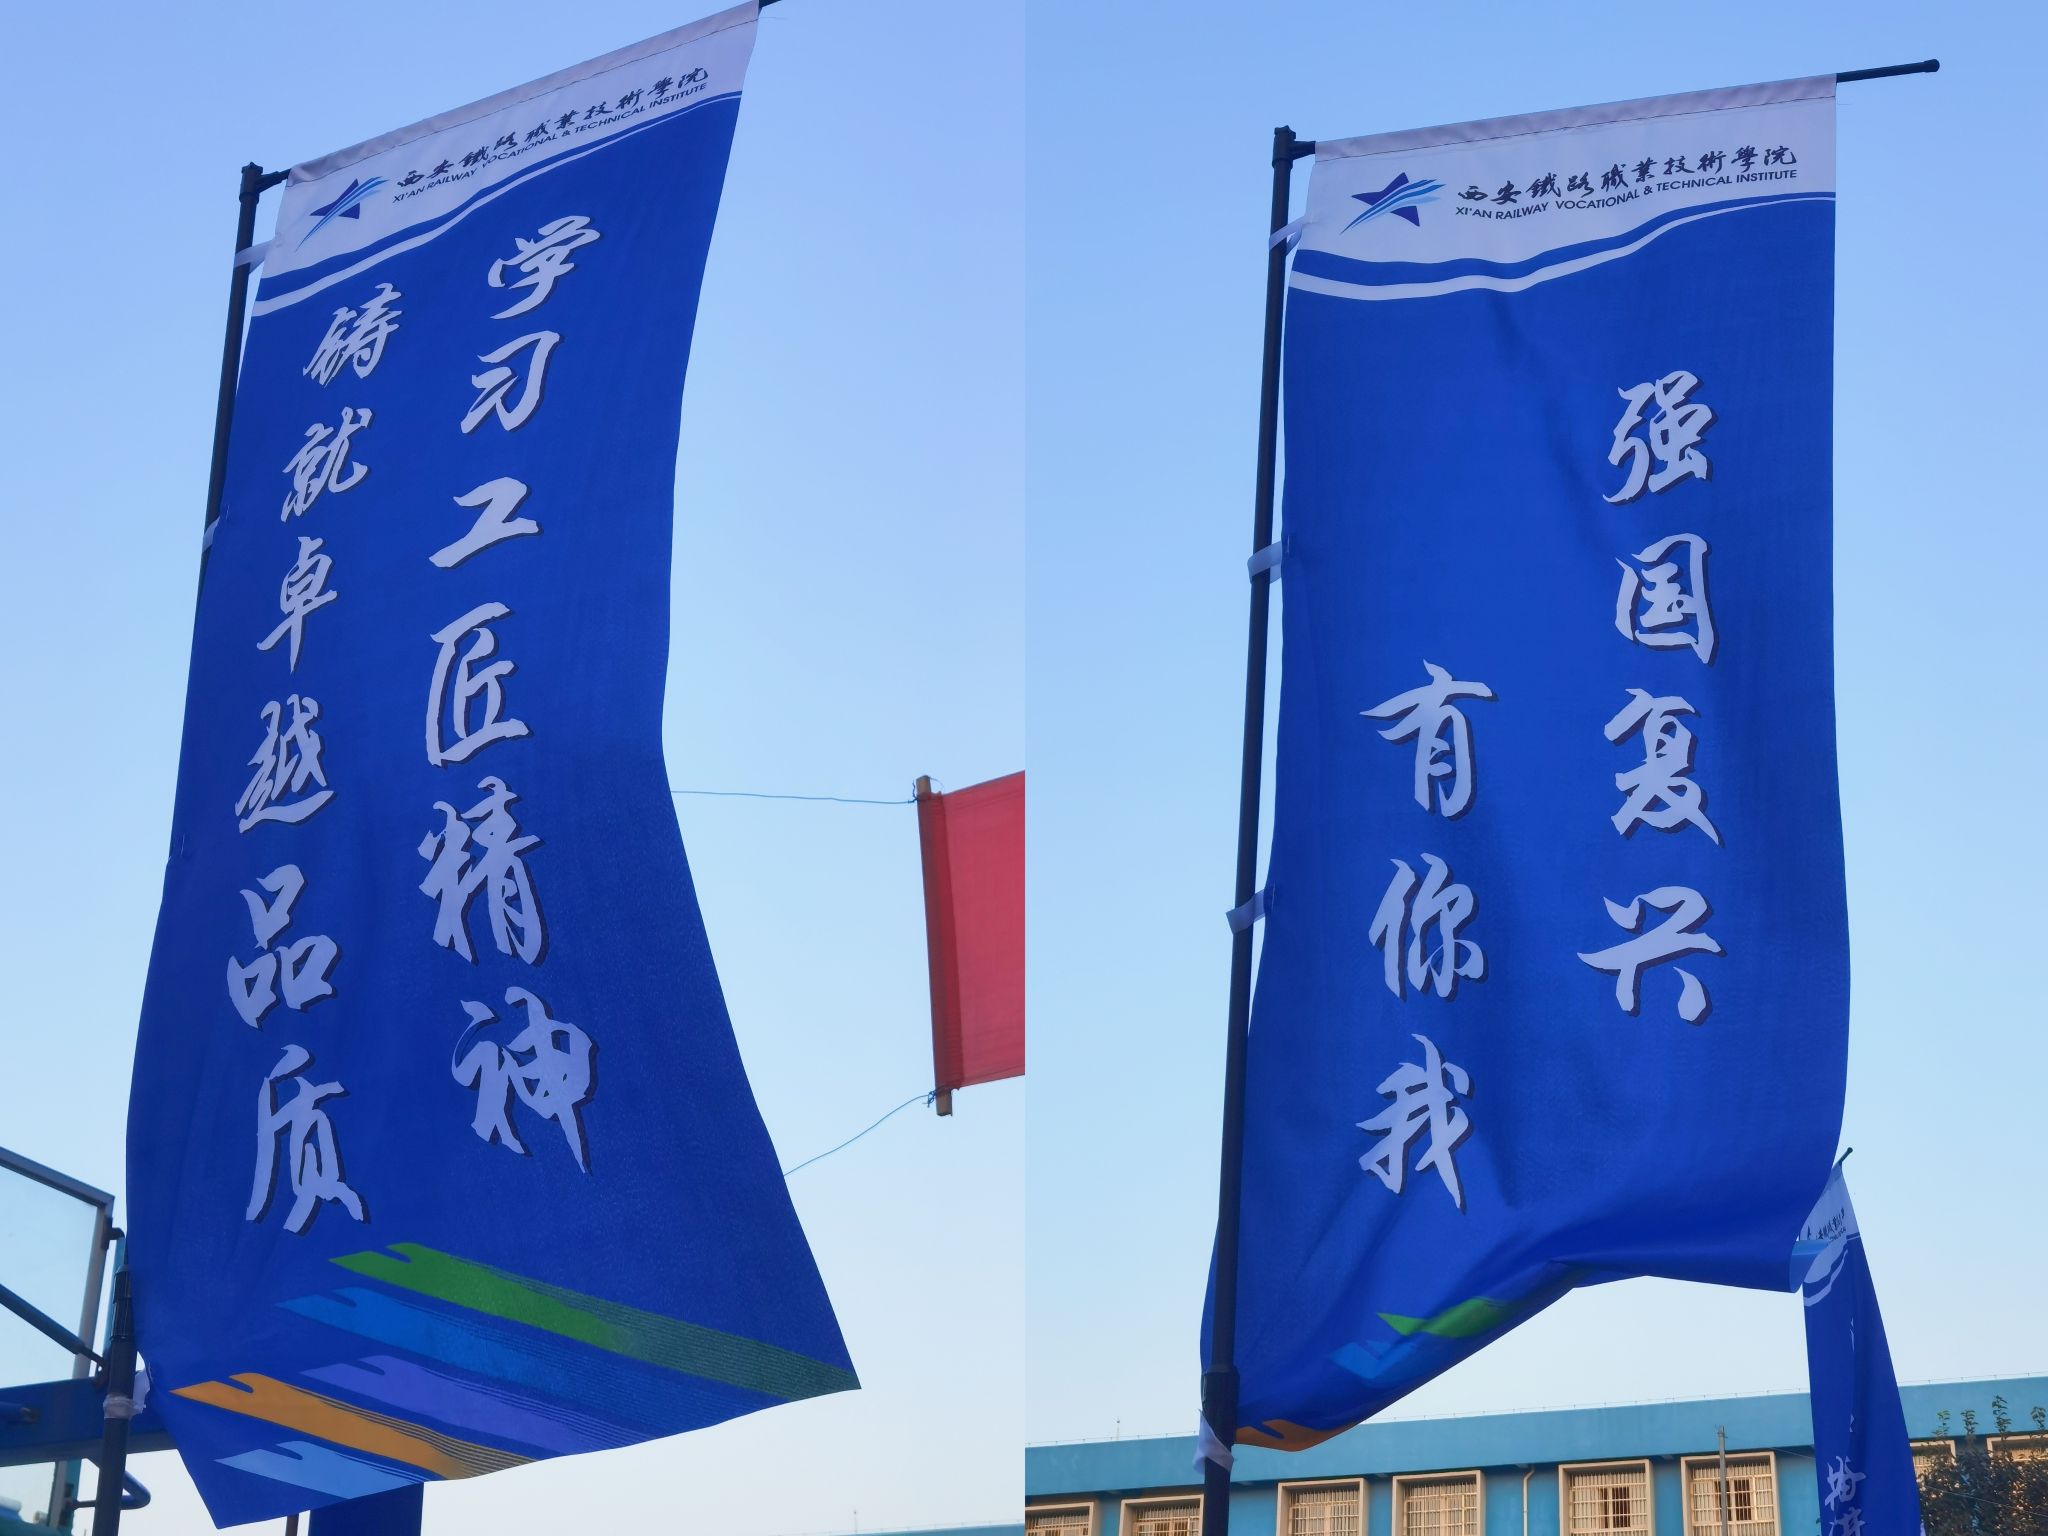 西安鐵路職業技術學院
XI'AN RAILWAY VOCATIONAL & TECHNICAL INSTITUTE
学习工匠精神
铸就卓越品质
西安鐵路職業技術學院
XI'AN RAILWAY VOCATIONAL & TECHNICAL INSTITUTE
强国复兴
有你我